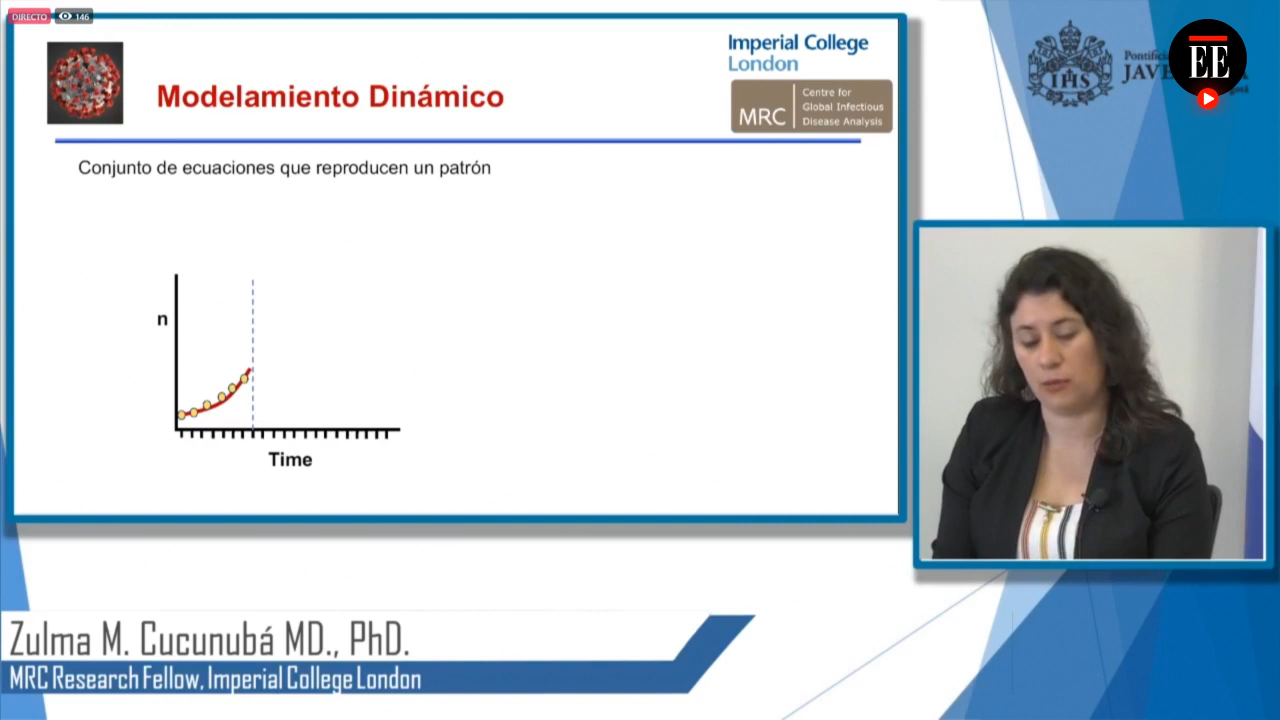 DIRECTO
146
Imperial College
London
MRC
Centre for
Global Infectious
Disease Analysis
Modelamiento Dinámico
Conjunto de ecuaciones que reproducen un patrón
n
Time
IHS
EE
Zulma M. Cucunubá MD., PhD.
MRC Research Fellow, Imperial College London